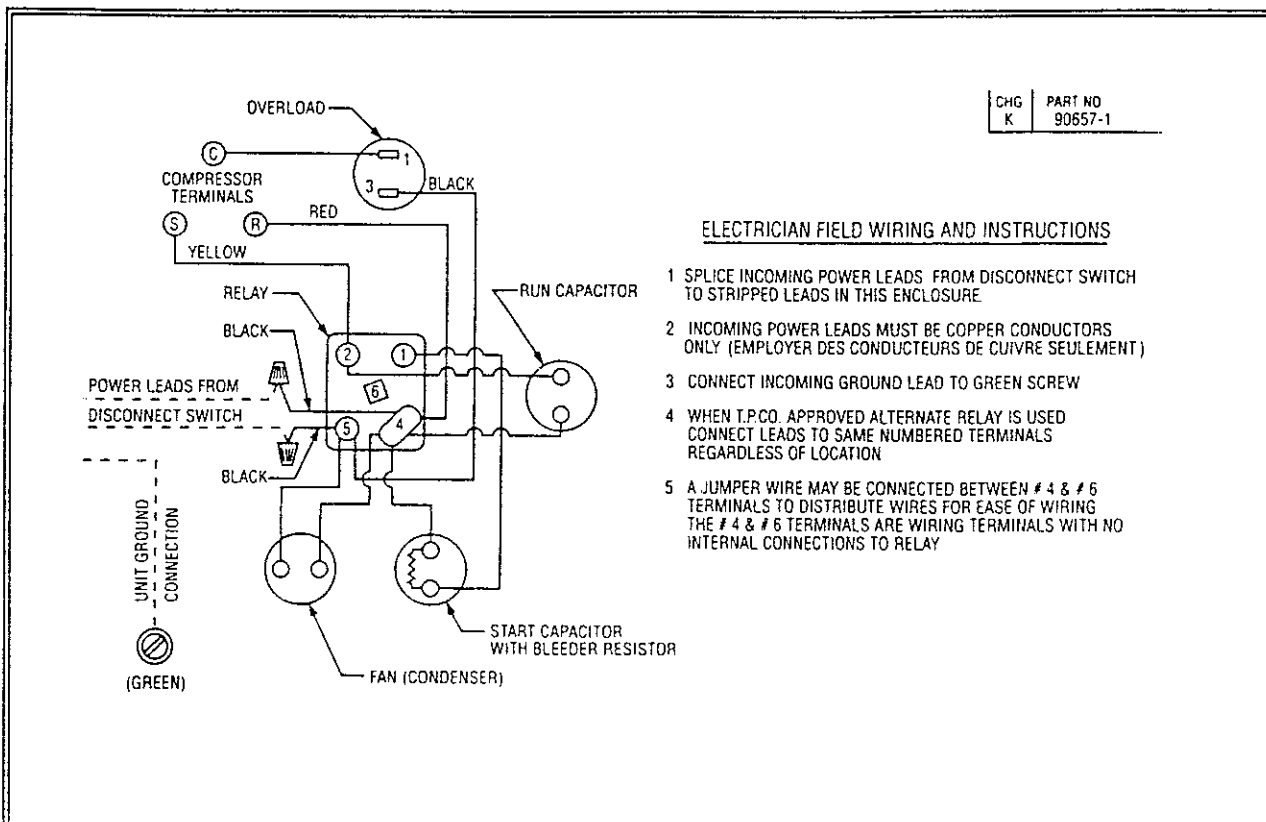 OVERLOAD
CHG PART NO
K 90657-1
C
1
COMPRESSOR
TERMINALS
3
BLACK
S
R
RED
YELLOW
ELECTRICIAN FIELD WIRING AND INSTRUCTIONS
1 SPLICE INCOMING POWER LEADS FROM DISCONNECT SWITCH
TO STRIPPED LEADS IN THIS ENCLOSURE
2 INCOMING POWER LEADS MUST BE COPPER CONDUCTORS
ONLY (EMPLOYER DES CONDUCTEURS DE CUIVRE SEULEMENT)
3 CONNECT INCOMING GROUND LEAD TO GREEN SCREW
4 WHEN T.P.CO. APPROVED ALTERNATE RELAY IS USED
CONNECT LEADS TO SAME NUMBERED TERMINALS
REGARDLESS OF LOCATION
5 A JUMPER WIRE MAY BE CONNECTED BETWEEN # 4 & # 6
TERMINALS TO DISTRIBUTE WIRES FOR EASE OF WIRING
THE # 4 & # 6 TERMINALS ARE WIRING TERMINALS WITH NO
INTERNAL CONNECTIONS TO RELAY
RELAY
RUN CAPACITOR
BLACK
2
1
6
POWER LEADS FROM
DISCONNECT SWITCH
5
4
BLACK
UNIT GROUND
CONNECTION
START CAPACITOR
WITH BLEEDER RESISTOR
FAN (CONDENSER)
(GREEN)